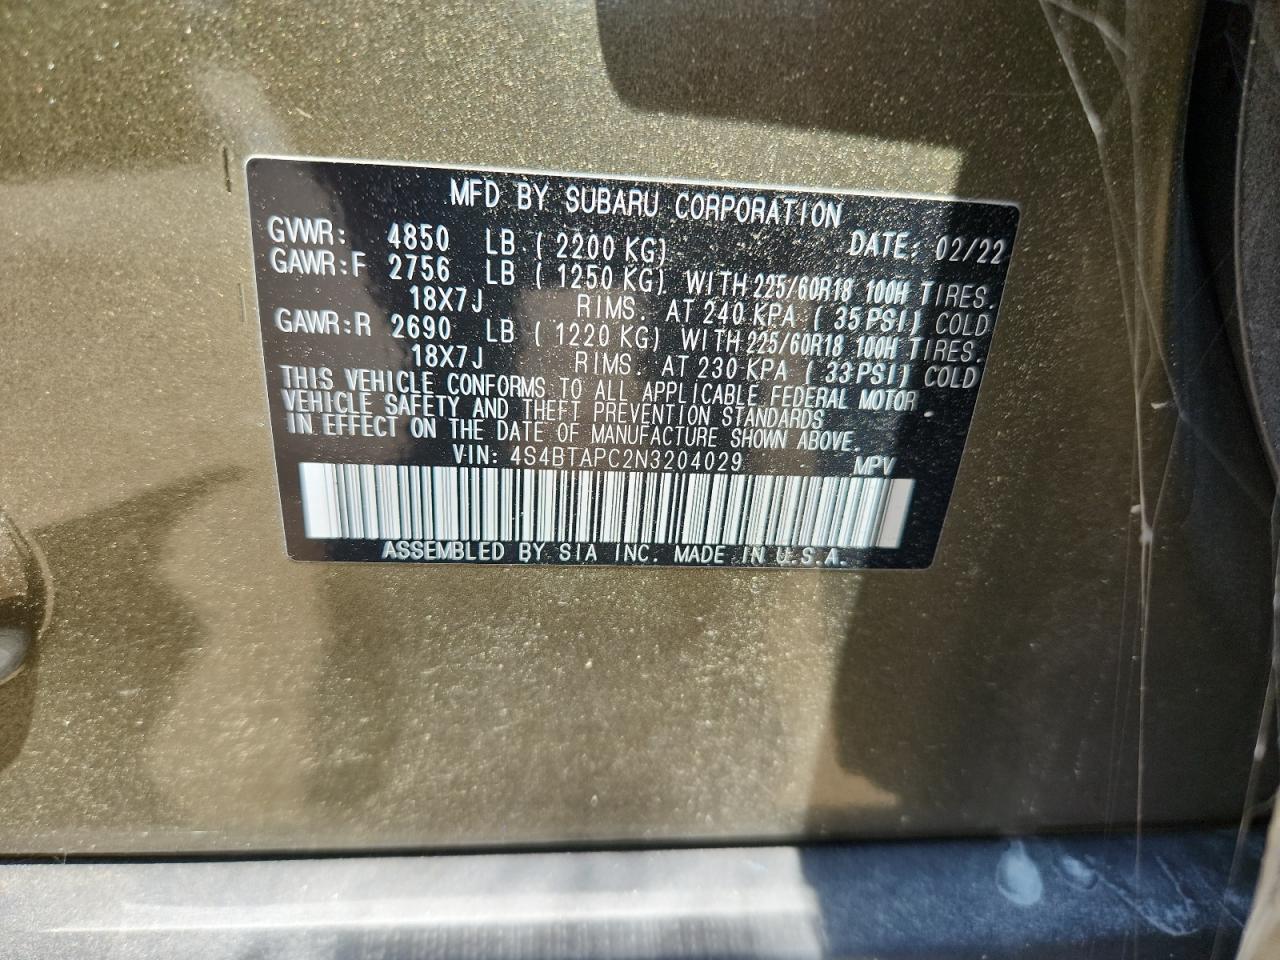 MFD BY SUBARU CORPORATION
GVWR: 4850 LB ( 2200 KG) DATE: 02/22
GAWR:F 2756 LB ( 1250 KG) WITH 225/60R18 100H TIRES.
18X7J RIMS. AT 240 KPA ( 35 PSI) COLD
GAWR:R 2690 LB ( 1220 KG) WITH 225/60R18 100H TIRES.
18X7J RIMS. AT 230 KPA ( 33 PSI) COLD
THIS VEHICLE CONFORMS TO ALL APPLICABLE FEDERAL MOTOR
VEHICLE SAFETY AND THEFT PREVENTION STANDARDS
IN EFFECT ON THE DATE OF MANUFACTURE SHOWN ABOVE.
VIN: 4S4BTAPC2N3204029 MPV
ASSEMBLED BY SIA INC. MADE IN U.S.A.